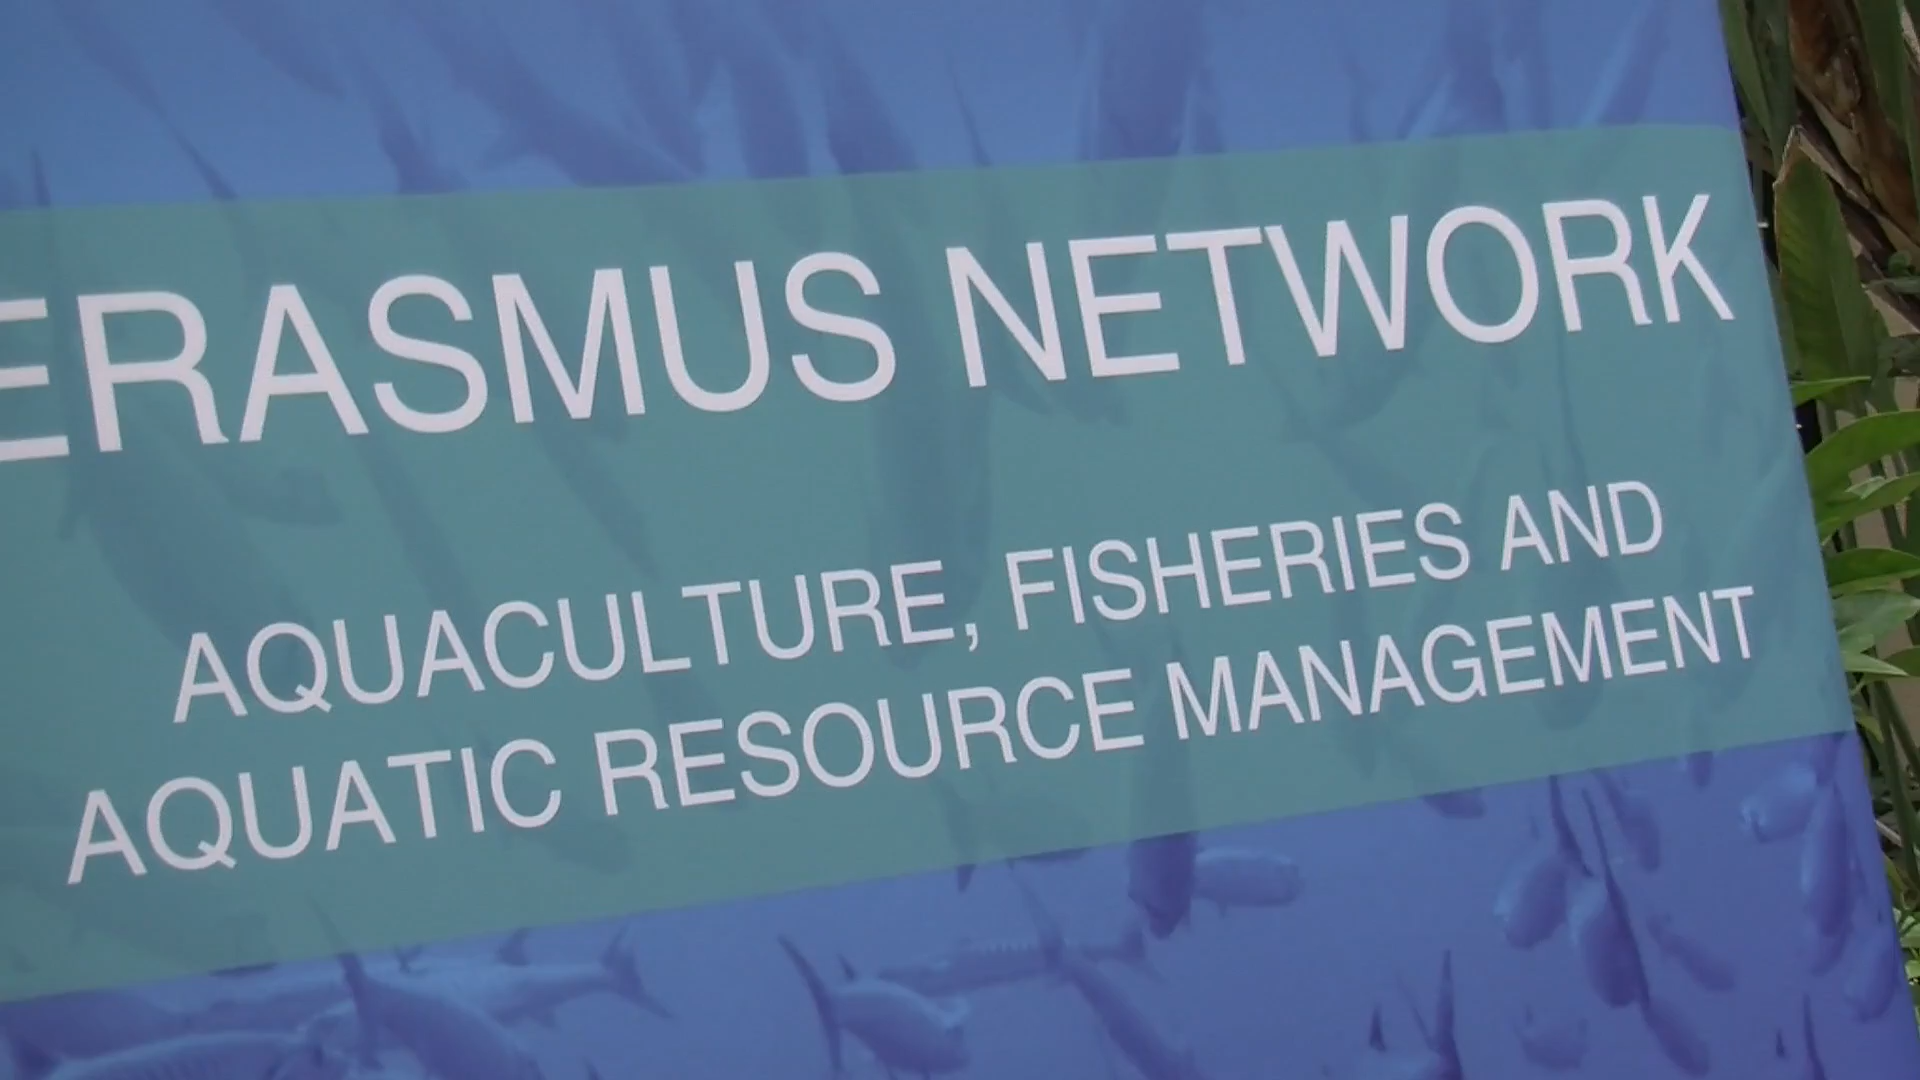 ERASMUS NETWORK
AQUACULTURE, FISHERIES AND
AQUATIC RESOURCE MANAGEMENT